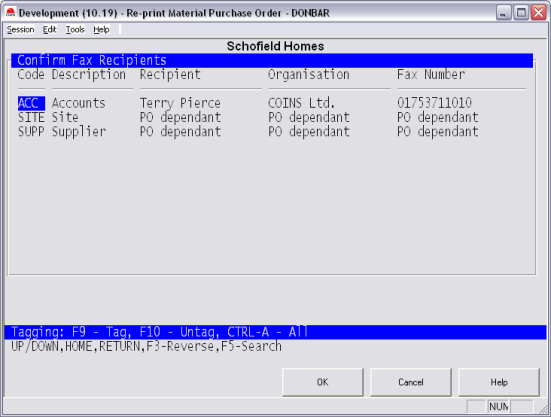 Development (10.19) - Re-print Material Purchase Order - DONBAR
Session Edit Tools Help
Schofield Homes
Confirm Fax Recipients
Code Description Recipient Organisation Fax Number
ACC Accounts Terry Pierce COINS Ltd. 01753711010
SITE Site PO dependant PO dependant PO dependant
SUPP Supplier PO dependant PO dependant PO dependant
Tagging: F9 - Tag, F10 - Untag, CTRL-A - All
UP/DOWN,HOME,RETURN,F3-Reverse,F5-Search
OK Cancel Help
NUM